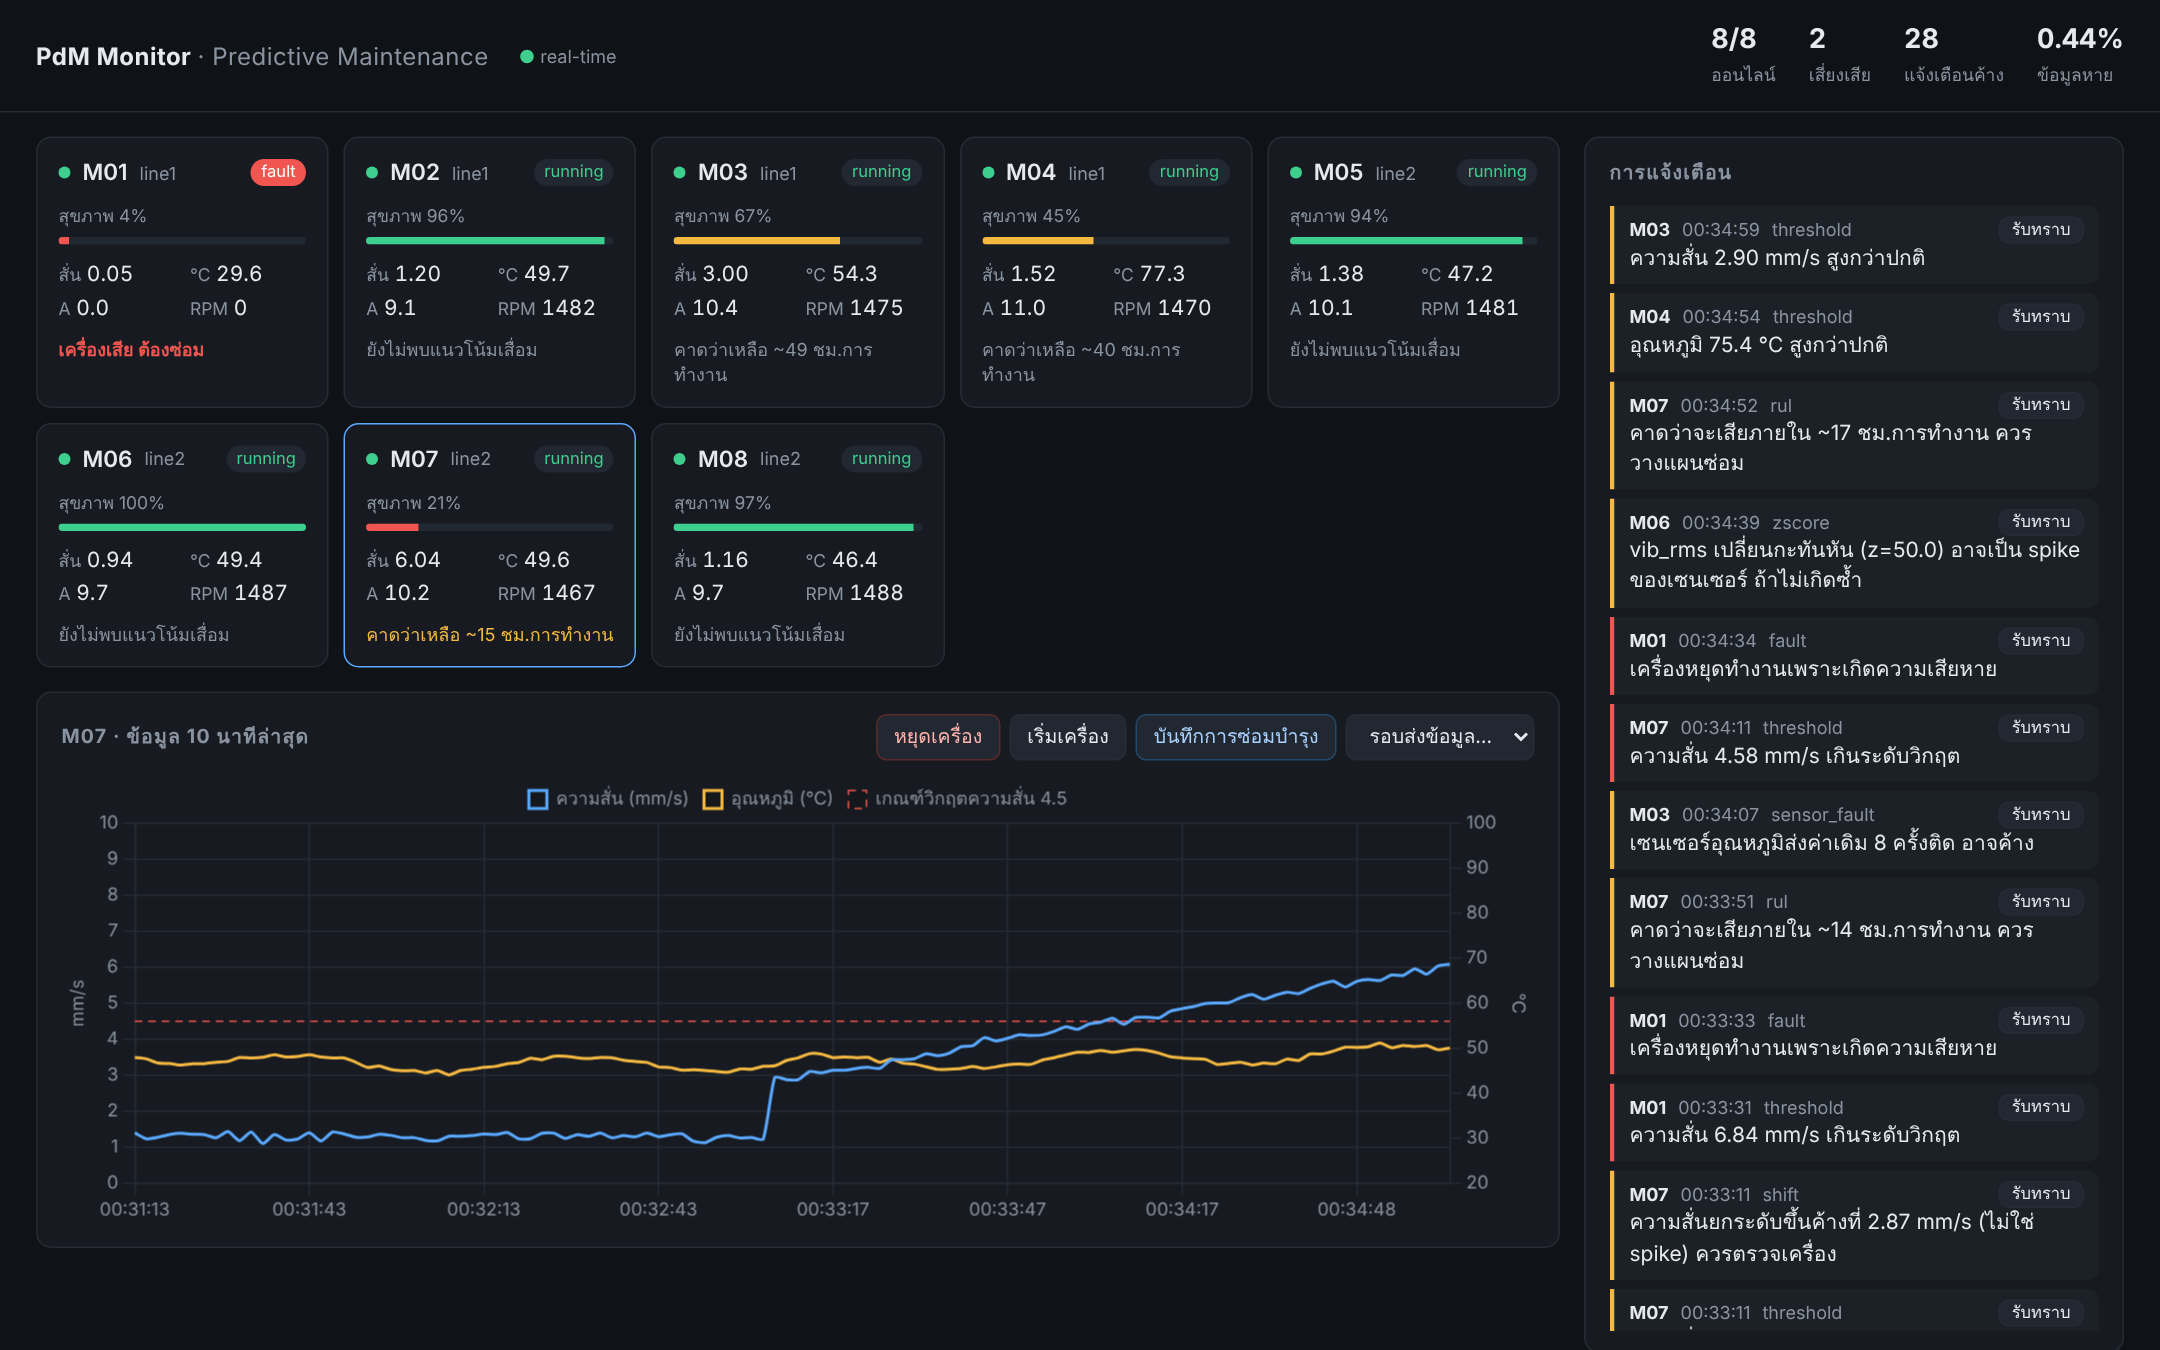 PdM Monitor · Predictive Maintenance
real-time
8/8
ออนไลน์
2
เสี่ยงเสีย
28
แจ้งเตือนค้าง
0.44%
ข้อมูลหาย
M01 line1 fault
สุขภาพ 4%
สั่น 0.05 °C 29.6
A 0.0 RPM 0
เครื่องเสีย ต้องซ่อม
M02 line1 running
สุขภาพ 96%
สั่น 1.20 °C 49.7
A 9.1 RPM 1482
ยังไม่พบแนวโน้มเสื่อม
M03 line1 running
สุขภาพ 67%
สั่น 3.00 °C 54.3
A 10.4 RPM 1475
คาดว่าเหลือ ~49 ชม.การ
ทำงาน
M04 line1 running
สุขภาพ 45%
สั่น 1.52 °C 77.3
A 11.0 RPM 1470
คาดว่าเหลือ ~40 ชม.การ
ทำงาน
M05 line2 running
สุขภาพ 94%
สั่น 1.38 °C 47.2
A 10.1 RPM 1481
ยังไม่พบแนวโน้มเสื่อม
M06 line2 running
สุขภาพ 100%
สั่น 0.94 °C 49.4
A 9.7 RPM 1487
ยังไม่พบแนวโน้มเสื่อม
M07 line2 running
สุขภาพ 21%
สั่น 6.04 °C 49.6
A 10.2 RPM 1467
คาดว่าเหลือ ~15 ชม.การทำงาน
M08 line2 running
สุขภาพ 97%
สั่น 1.16 °C 46.4
A 9.7 RPM 1488
ยังไม่พบแนวโน้มเสื่อม
M07 · ข้อมูล 10 นาทีล่าสุด
หยุดเครื่อง
เริ่มเครื่อง
บันทึกการซ่อมบำรุง
รอบส่งข้อมูล...
ความสั่น (mm/s) อุณหภูมิ (°C) เกณฑ์วิกฤตความสั่น 4.5
10
9
8
7
6
5
4
3
2
1
0
mm/s
100
90
80
70
60
50
40
30
20
°C
00:31:13 00:31:43 00:32:13 00:32:43 00:33:17 00:33:47 00:34:17 00:34:48
การแจ้งเตือน
M03 00:34:59 threshold รับทราบ
ความสั่น 2.90 mm/s สูงกว่าปกติ
M04 00:34:54 threshold รับทราบ
อุณหภูมิ 75.4 °C สูงกว่าปกติ
M07 00:34:52 rul รับทราบ
คาดว่าจะเสียภายใน ~17 ชม.การทำงาน ควร
วางแผนซ่อม
M06 00:34:39 zscore รับทราบ
vib_rms เปลี่ยนกะทันหัน (z=50.0) อาจเป็น spike
ของเซนเซอร์ ถ้าไม่เกิดซ้ำ
M01 00:34:34 fault รับทราบ
เครื่องหยุดทำงานเพราะเกิดความเสียหาย
M07 00:34:11 threshold รับทราบ
ความสั่น 4.58 mm/s เกินระดับวิกฤต
M03 00:34:07 sensor_fault รับทราบ
เซนเซอร์อุณหภูมิส่งค่าเดิม 8 ครั้งติด อาจค้าง
M07 00:33:51 rul รับทราบ
คาดว่าจะเสียภายใน ~14 ชม.การทำงาน ควร
วางแผนซ่อม
M01 00:33:33 fault รับทราบ
เครื่องหยุดทำงานเพราะเกิดความเสียหาย
M01 00:33:31 threshold รับทราบ
ความสั่น 6.84 mm/s เกินระดับวิกฤต
M07 00:33:11 shift รับทราบ
ความสั่นยกระดับขึ้นค้างที่ 2.87 mm/s (ไม่ใช่
spike) ควรตรวจเครื่อง
M07 00:33:11 threshold รับทราบ